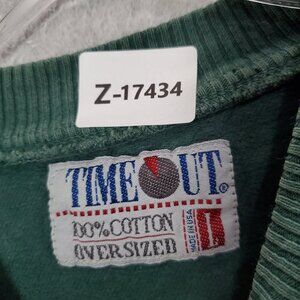 Z-17434
TIME OUT®
100% COTTON
OVERSIZED
MADE IN USA
L